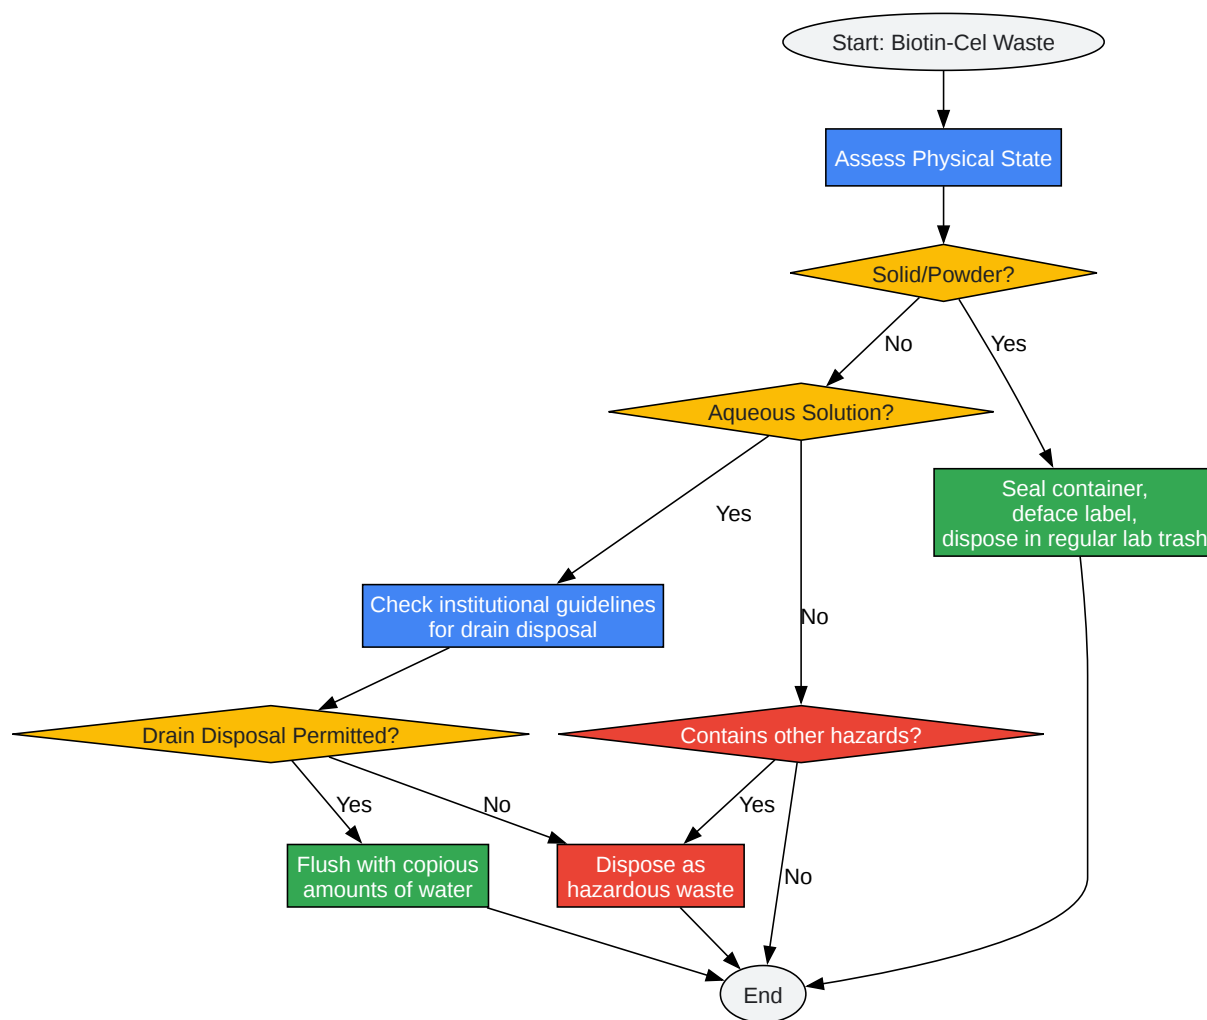 Start: Biotin-Cel Waste
Assess Physical State
Solid/Powder?
No
Yes
Aqueous Solution?
Seal container,
deface label,
dispose in regular lab trash
Yes
No
Check institutional guidelines
for drain disposal
Drain Disposal Permitted?
Contains other hazards?
Yes
No
Yes
No
Flush with copious
amounts of water
Dispose as
hazardous waste
End